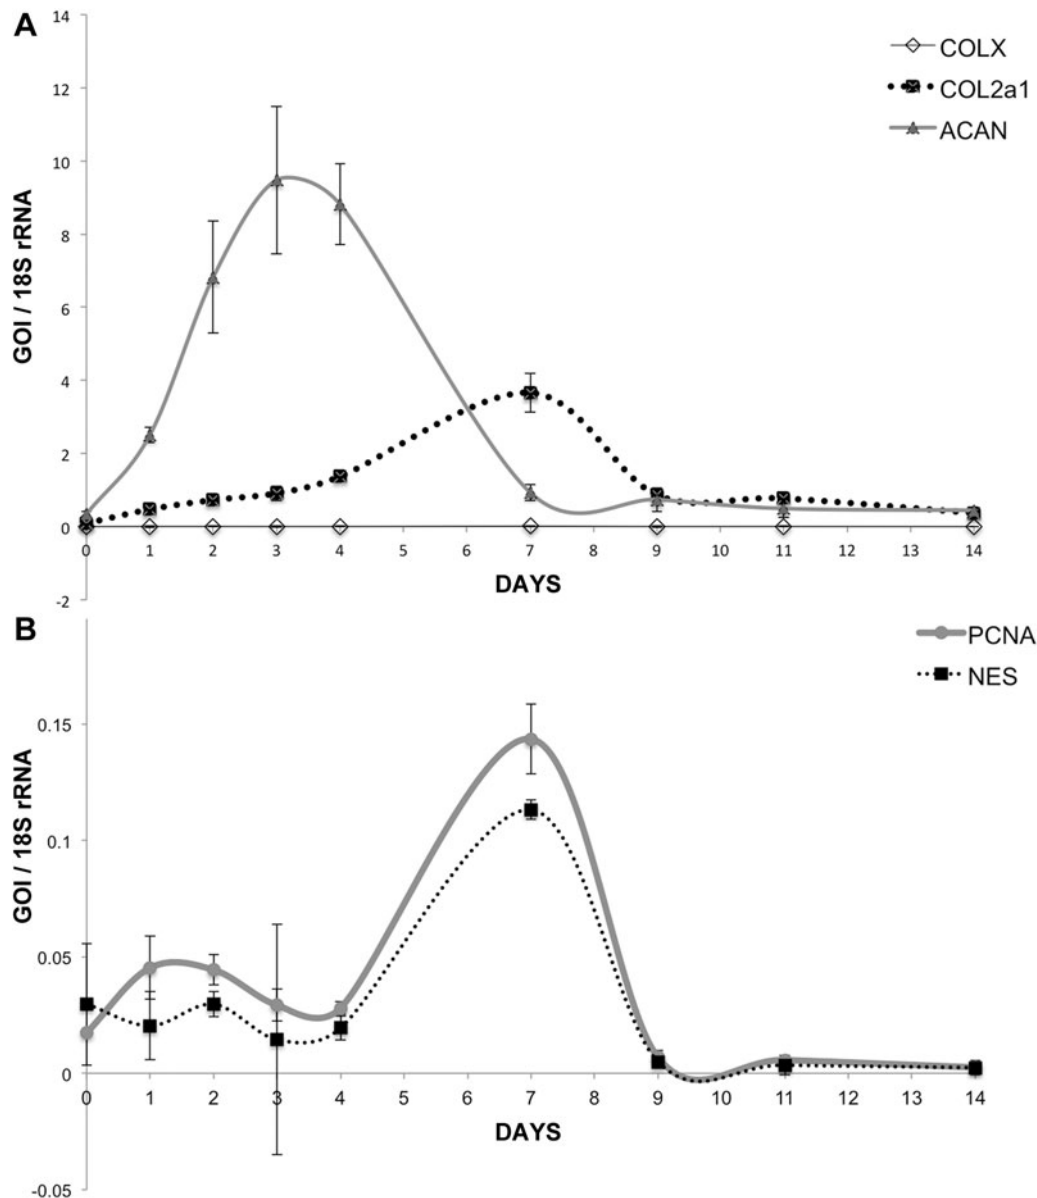 A
14
12
10
8
6
4
2
0
-2
GOI / 18S rRNA
COLX
COL2a1
ACAN
0 1 2 3 4 5 6 7 8 9 10 11 12 13 14
DAYS
B
PCNA
NES
0.15
0.1
0.05
0
-0.05
GOI / 18S rRNA
0 1 2 3 4 5 6 7 8 9 10 11 12 13 14
DAYS